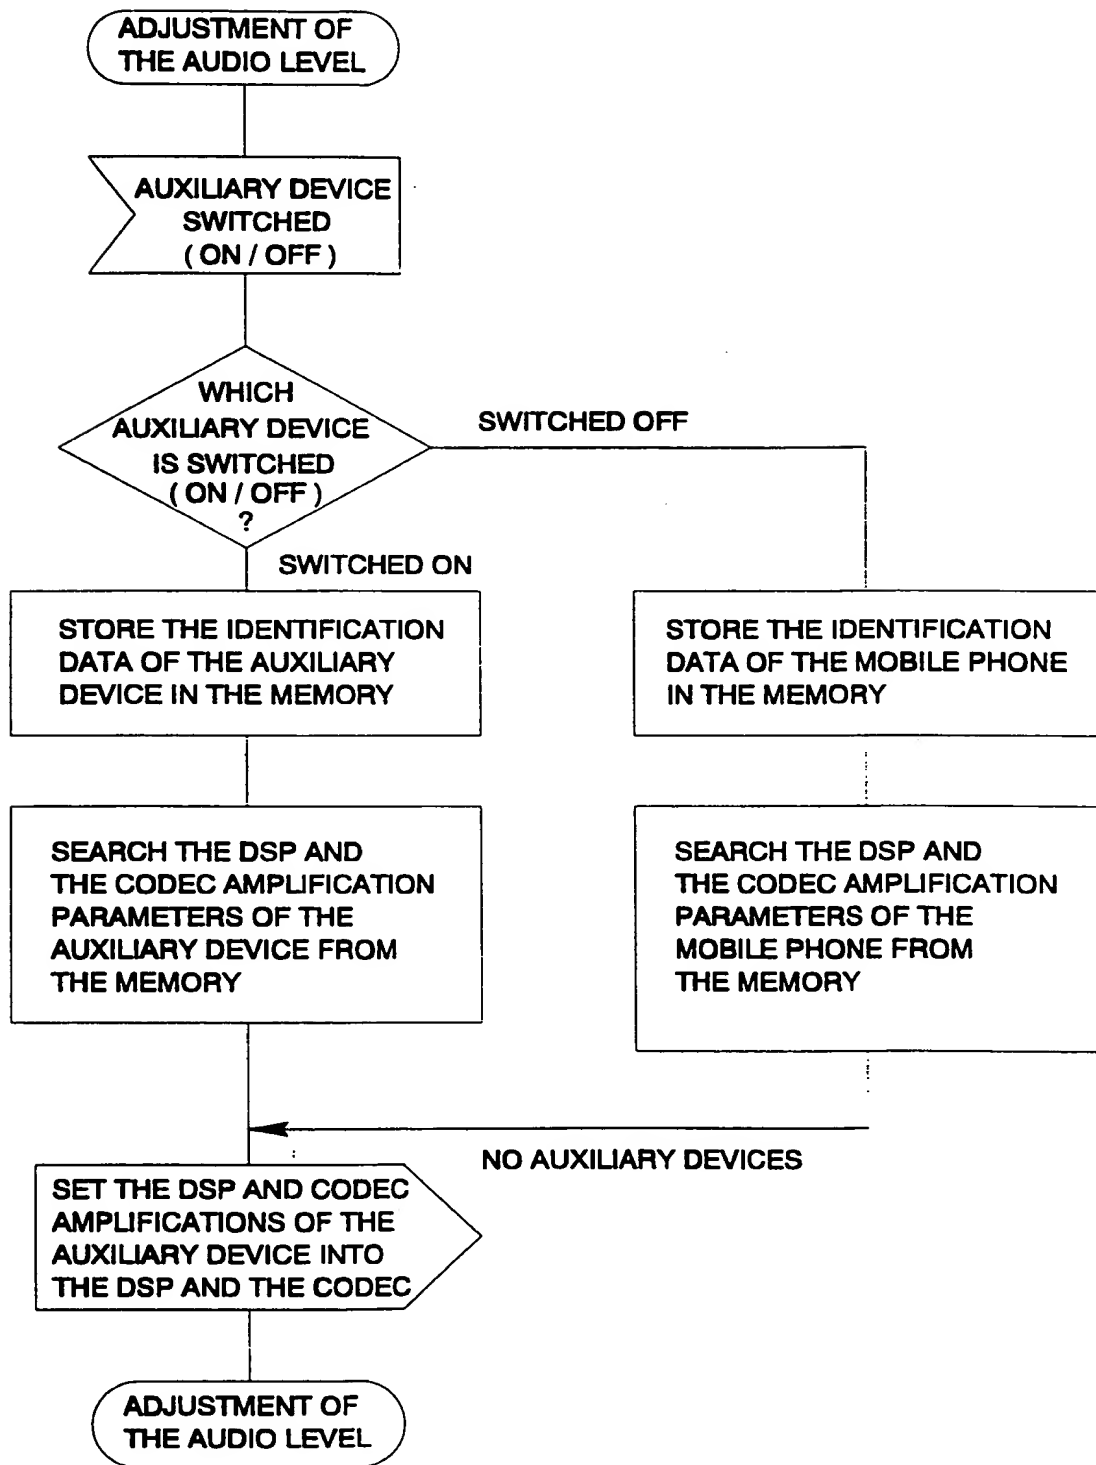 ADJUSTMENT OF
THE AUDIO LEVEL
AUXILIARY DEVICE
SWITCHED
( ON / OFF )
WHICH
AUXILIARY DEVICE
IS SWITCHED
( ON / OFF )
?
SWITCHED OFF
SWITCHED ON
STORE THE IDENTIFICATION
DATA OF THE AUXILIARY
DEVICE IN THE MEMORY
STORE THE IDENTIFICATION
DATA OF THE MOBILE PHONE
IN THE MEMORY
SEARCH THE DSP AND
THE CODEC AMPLIFICATION
PARAMETERS OF THE
AUXILIARY DEVICE FROM
THE MEMORY
SEARCH THE DSP AND
THE CODEC AMPLIFICATION
PARAMETERS OF THE
MOBILE PHONE FROM
THE MEMORY
NO AUXILIARY DEVICES
SET THE DSP AND CODEC
AMPLIFICATIONS OF THE
AUXILIARY DEVICE INTO
THE DSP AND THE CODEC
ADJUSTMENT OF
THE AUDIO LEVEL